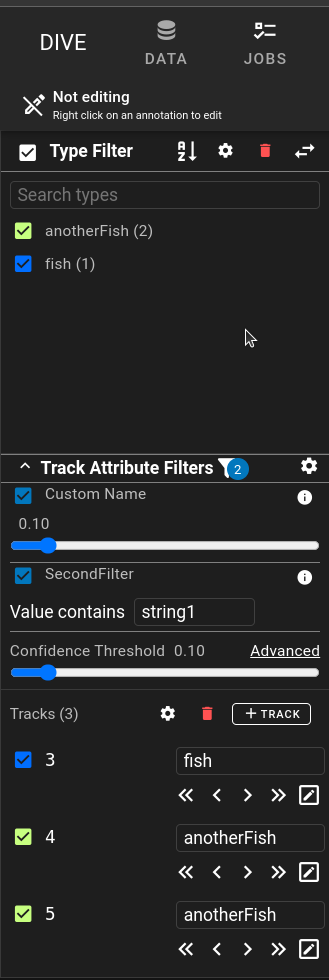 DIVE
DATA
JOBS
Not editing
Right click on an annotation to edit
Type Filter
A
Z
Search types
anotherFish (2)
fish (1)
Track Attribute Filters 2
Custom Name
0.10
SecondFilter
Value contains string1
Confidence Threshold 0.10 Advanced
Tracks (3) + TRACK
3 fish
4 anotherFish
5 anotherFish